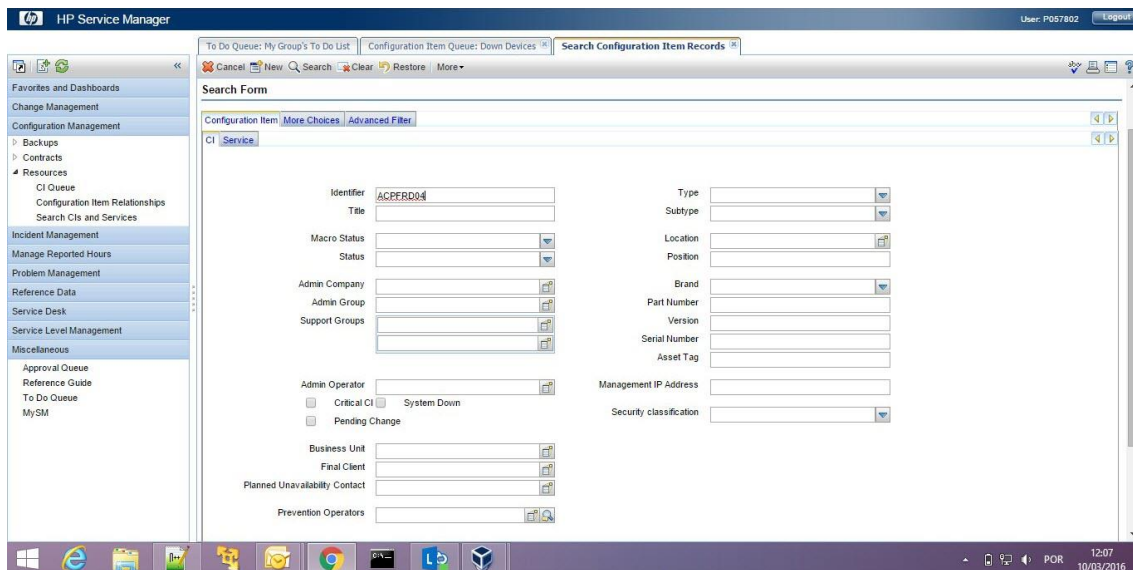 hp HP Service Manager User: P057802 Logout
To Do Queue: My Group's To Do List Configuration Item Queue: Down Devices Search Configuration Item Records
Cancel New Search Clear Restore More
Favorites and Dashboards
Change Management
Configuration Management
Backups
Contracts
Resources
CI Queue
Configuration Item Relationships
Search CIs and Services
Incident Management
Manage Reported Hours
Problem Management
Reference Data
Service Desk
Service Level Management
Miscellaneous
Approval Queue
Reference Guide
To Do Queue
MySM
Search Form
Configuration Item More Choices Advanced Filter
CI Service
Identifier ACPFRD04
Title
Macro Status
Status
Admin Company
Admin Group
Support Groups
Admin Operator
Critical CI System Down
Pending Change
Business Unit
Final Client
Planned Unavailability Contact
Prevention Operators
Type
Subtype
Location
Position
Brand
Part Number
Version
Serial Number
Asset Tag
Management IP Address
Security classification
POR 12:07
10/03/2016